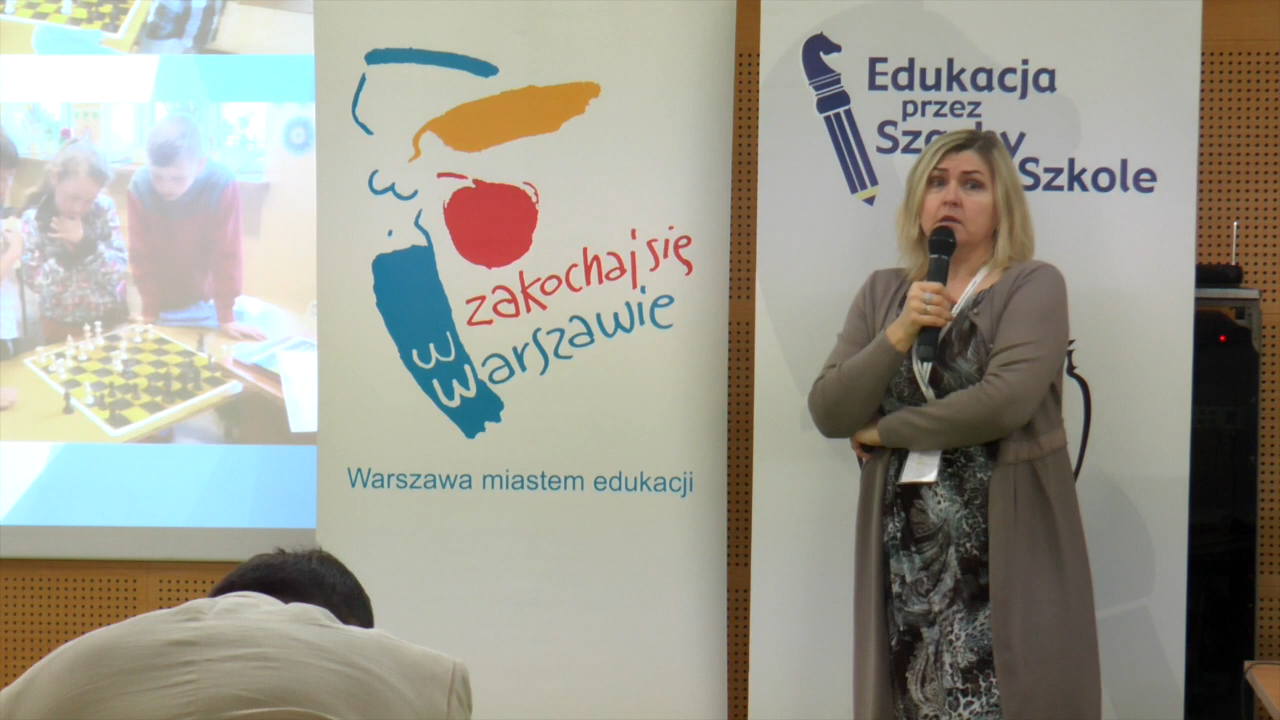 zakochaj się
w
warszawie
Warszawa miastem edukacji
Edukacja
przez
Szkole